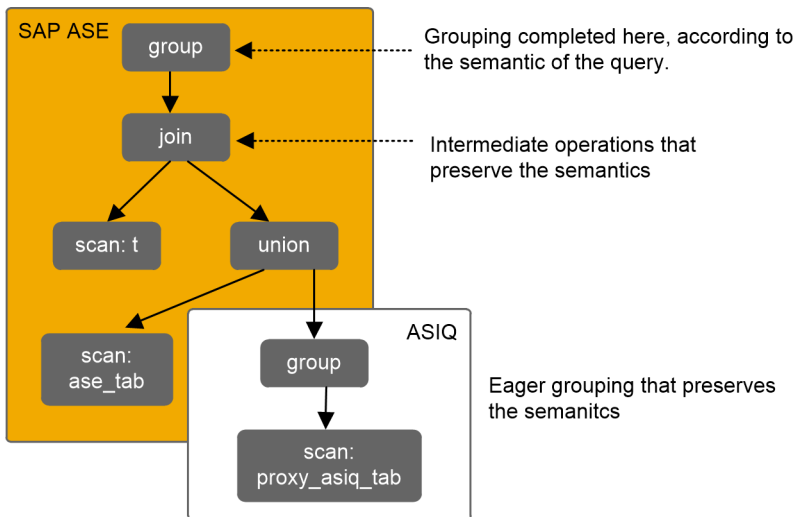 SAP ASE
group
Grouping completed here, according to
the semantic of the query.
join
Intermediate operations that
preserve the semantics
scan: t
union
ASIQ
scan:
ase_tab
group
Eager grouping that preserves
the semanitcs
scan:
proxy_asiq_tab